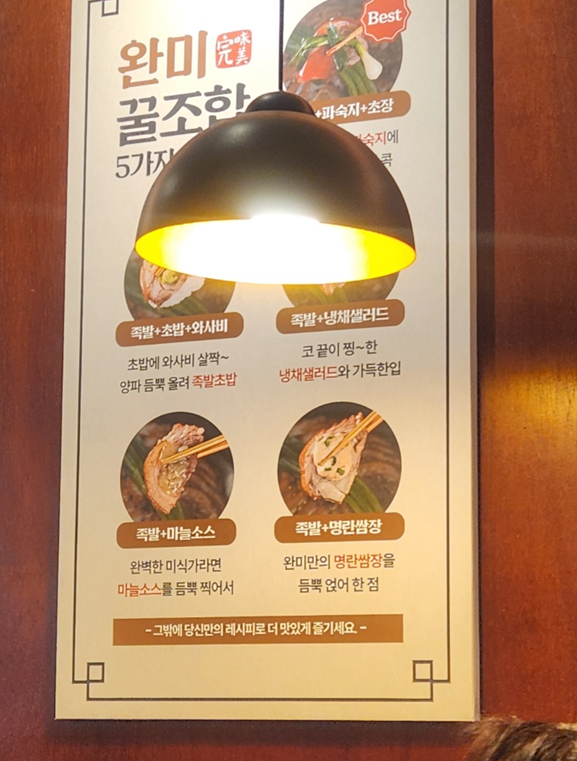 완미
完味美
꿀조합
5가지
Best
+파숙지+초장
파숙지에
콕
족발+초밥+와사비
초밥에 와사비 살짝~
양파 듬뿍 올려 족발초밥
족발+냉채샐러드
코 끝이 찡~한
냉채샐러드와 가득한입
족발+마늘소스
완벽한 미식가라면
마늘소스를 듬뿍 찍어서
족발+명란쌈장
완미만의 명란쌈장을
듬뿍 얹어 한 점
- 그밖에 당신만의 레시피로 더 맛있게 즐기세요. -